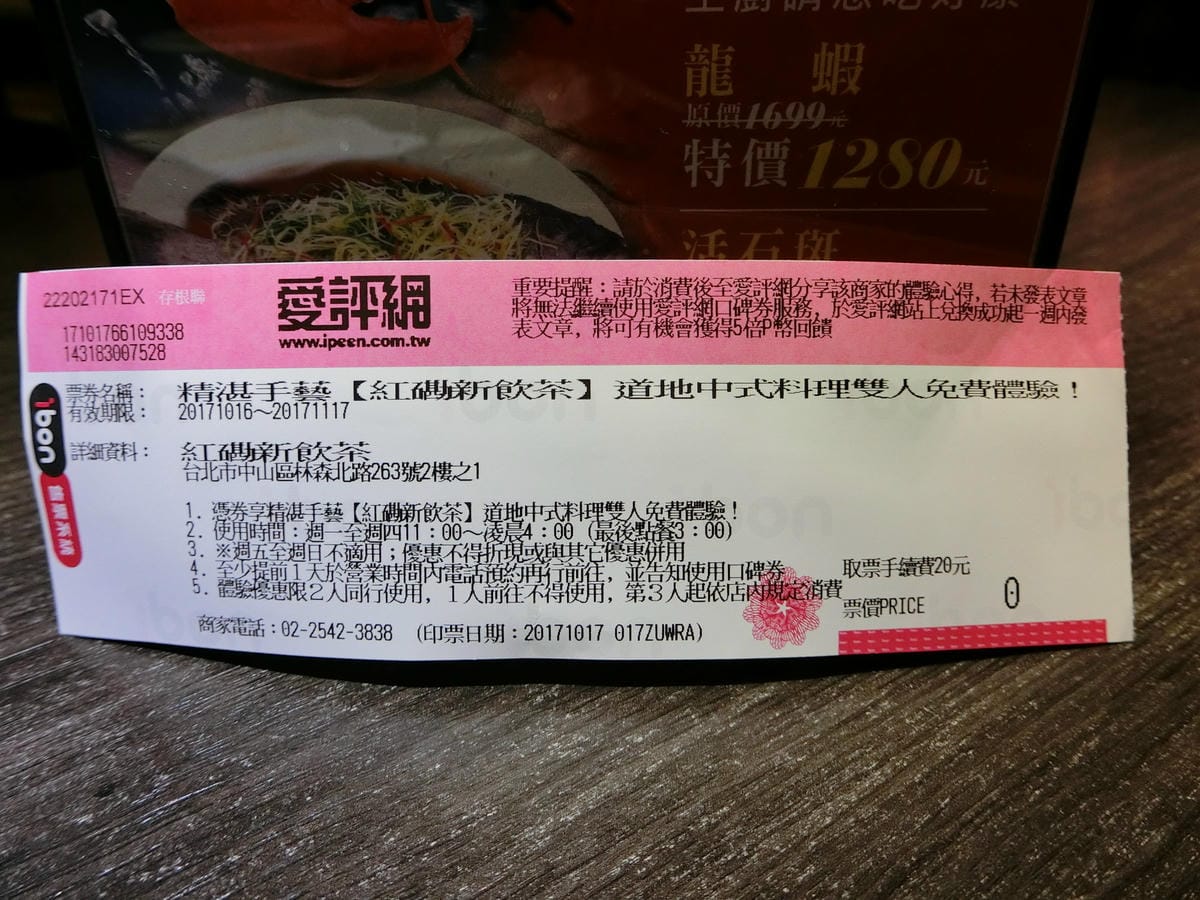 龍 蝦
原價1699元
特價1280元
活石斑
22202171EX 存根聯
17101766109338
143183007528
愛評網
www.ipeen.com.tw
重要提醒：請於消費後至愛評網分享該商家的體驗心得，若未發表文章
將無法繼續使用愛評網口碑券服務，於愛評網站上兌換成功起一週內發
表文章，將可有機會獲得5倍P幣回饋
ibon
售票系統
票券名稱： 精湛手藝【紅磡新飲茶】道地中式料理雙人免費體驗！
有效期限： 20171016～20171117
詳細資料： 紅磡新飲茶
台北市中山區林森北路263號2樓之1
1. 憑券享精湛手藝【紅磡新飲茶】道地中式料理雙人免費體驗！
2. 使用時間：週一至週四11：00～凌晨4：00（最後點餐3：00）
3. ※週五至週日不適用；優惠不得折現或與其它優惠併用
4. 至少提前1天於營業時間內電話預約再行前往，並告知使用口碑券
5. 體驗優惠限2人同行使用，1人前往不得使用，第3人起依店內規定消費
商家電話：02-2542-3838 （印票日期：20171017 017ZUWRA）
取票手續費20元
票價PRICE 0